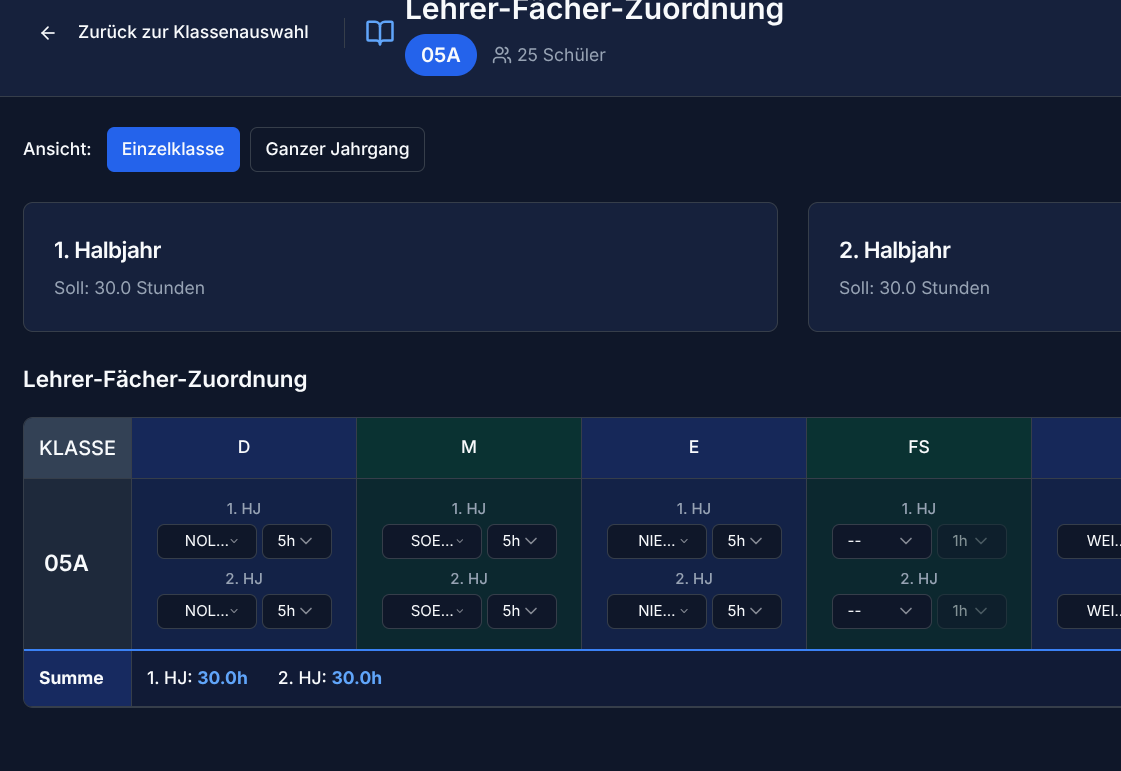 Lehrer-Fächer-Zuordnung
Zurück zur Klassenauswahl
05A 25 Schüler
Ansicht: Einzelklasse Ganzer Jahrgang
1. Halbjahr
Soll: 30.0 Stunden
2. Halbjahr
Soll: 30.0 Stunden
Lehrer-Fächer-Zuordnung
KLASSE D M E FS
05A
1. HJ 1. HJ 1. HJ 1. HJ
NOL... 5h SOE... 5h NIE... 5h -- 1h WEI..
2. HJ 2. HJ 2. HJ 2. HJ
NOL... 5h SOE... 5h NIE... 5h -- 1h WEI..
Summe 1. HJ: 30.0h 2. HJ: 30.0h